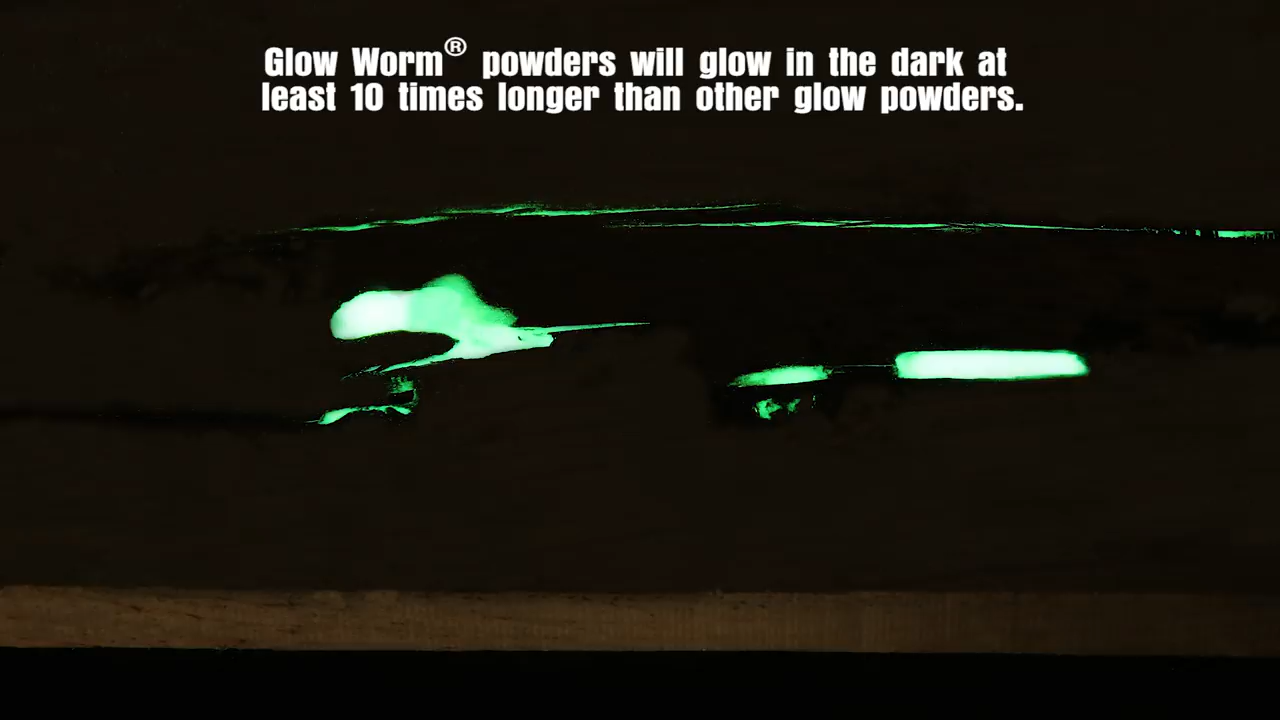 Glow Worm® powders will glow in the dark at
least 10 times longer than other glow powders.